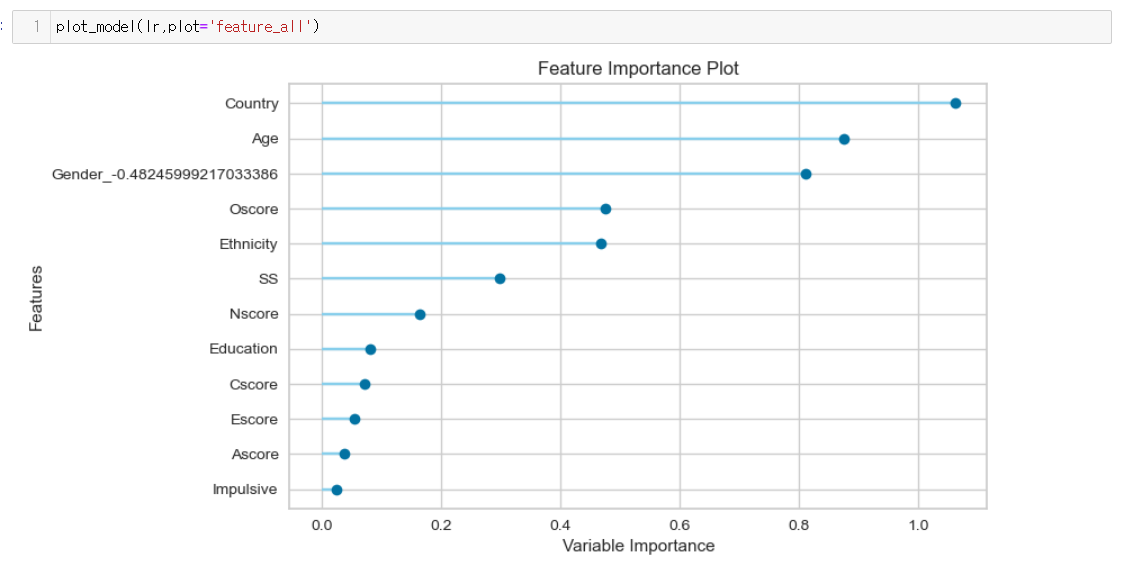 1 plot_model(lr,plot='feature_all')
Feature Importance Plot
Country
Age
Gender_-0.48245999217033386
Oscore
Ethnicity
SS
Nscore
Education
Cscore
Escore
Ascore
Impulsive
Features
0.0 0.2 0.4 0.6 0.8 1.0
Variable Importance